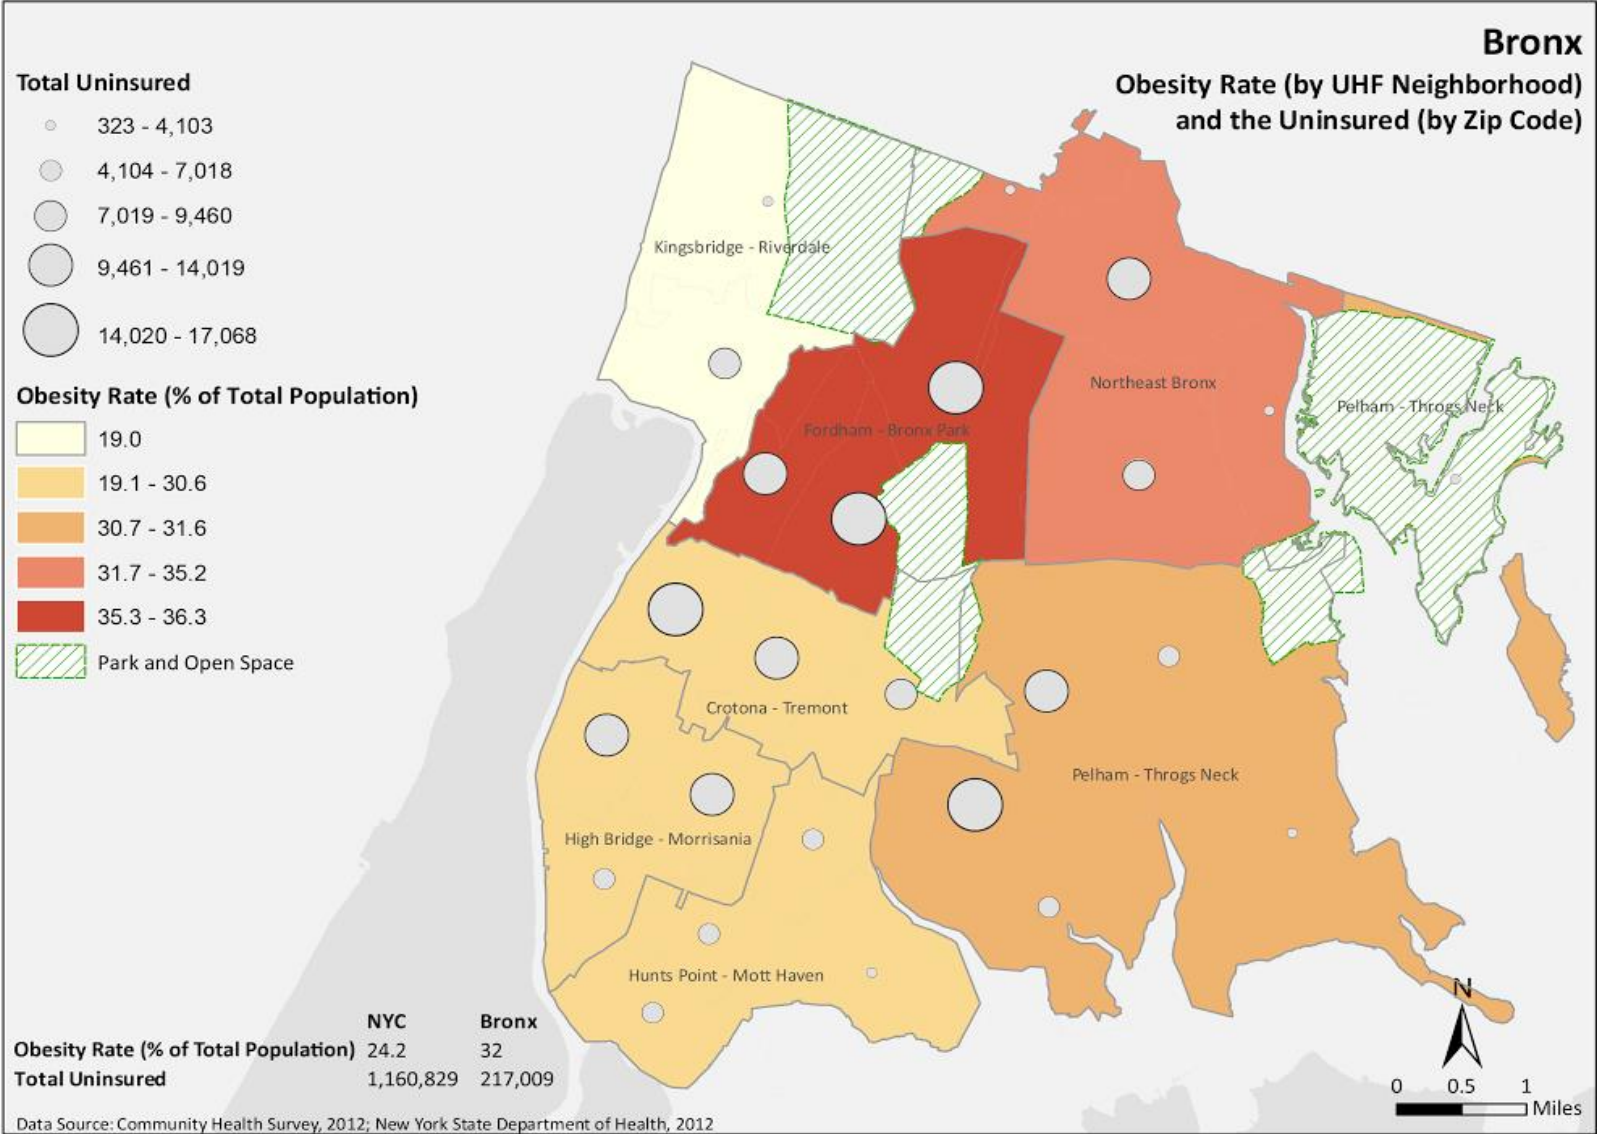 Bronx
Obesity Rate (by UHF Neighborhood)
and the Uninsured (by Zip Code)
Total Uninsured
323 - 4,103
4,104 - 7,018
7,019 - 9,460
9,461 - 14,019
14,020 - 17,068
Obesity Rate (% of Total Population)
19.0
19.1 - 30.6
30.7 - 31.6
31.7 - 35.2
35.3 - 36.3
Park and Open Space
Kingsbridge - Riverdale
Northeast Bronx
Pelham - Throgs Neck
Fordham - Bronx Park
Crotona - Tremont
Pelham - Throgs Neck
High Bridge - Morrisania
Hunts Point - Mott Haven
NYC Bronx
Obesity Rate (% of Total Population) 24.2 32
Total Uninsured 1,160,829 217,009
Data Source: Community Health Survey, 2012; New York State Department of Health, 2012
N
0 0.5 1
Miles